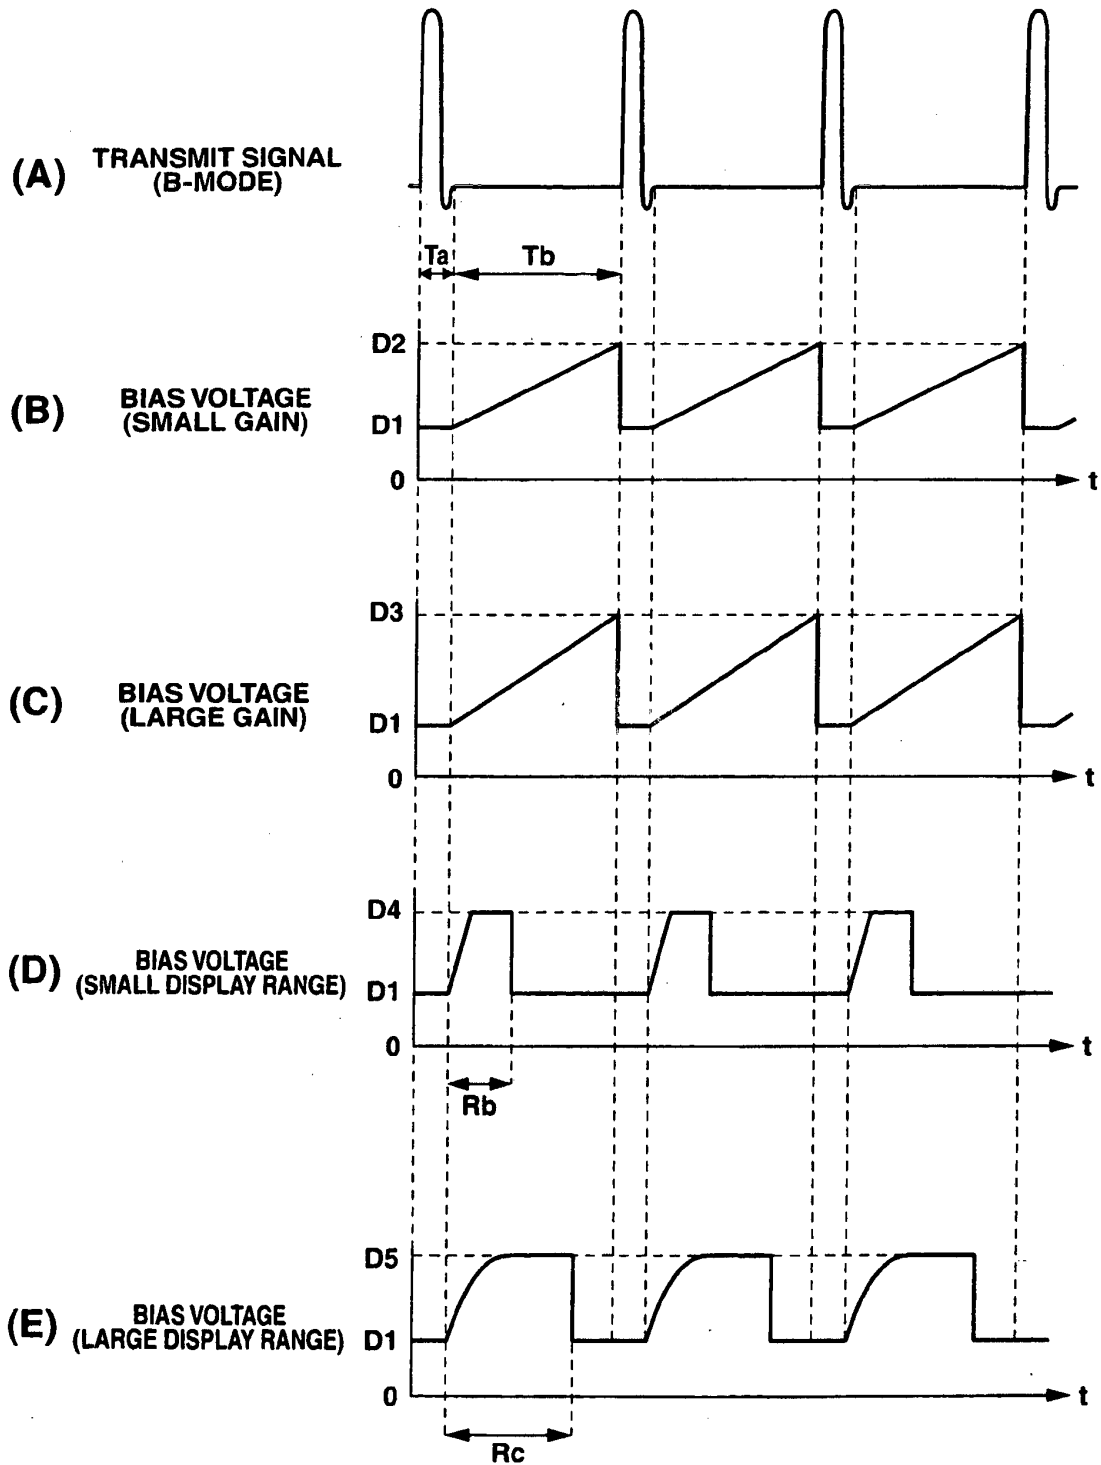 (A) TRANSMIT SIGNAL
(B-MODE)
Ta Tb
D2
(B) BIAS VOLTAGE
(SMALL GAIN)
D1
0 t
D3
(C) BIAS VOLTAGE
(LARGE GAIN)
D1
0 t
D4
(D) BIAS VOLTAGE
(SMALL DISPLAY RANGE)
D1
0 t
Rb
D5
(E) BIAS VOLTAGE
(LARGE DISPLAY RANGE)
D1
0 t
Rc